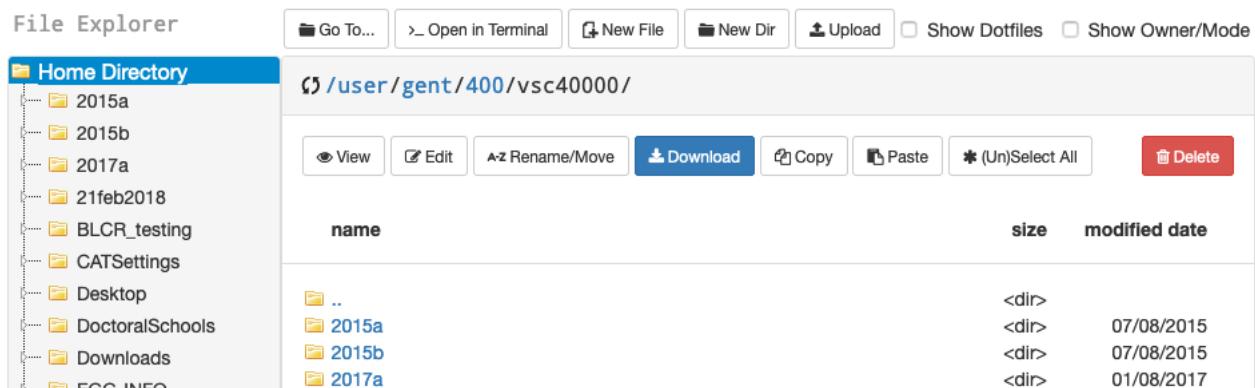 File Explorer
Go To... >_ Open in Terminal New File New Dir Upload Show Dotfiles Show Owner/Mode
Home Directory
2015a
2015b
2017a
21feb2018
BLCR_testing
CATSettings
Desktop
DoctoralSchools
Downloads
/user/gent/400/vsc40000/
View Edit A-Z Rename/Move Download Copy Paste (Un)Select All Delete
name size modified date
.. <dir>
2015a <dir> 07/08/2015
2015b <dir> 07/08/2015
2017a <dir> 01/08/2017